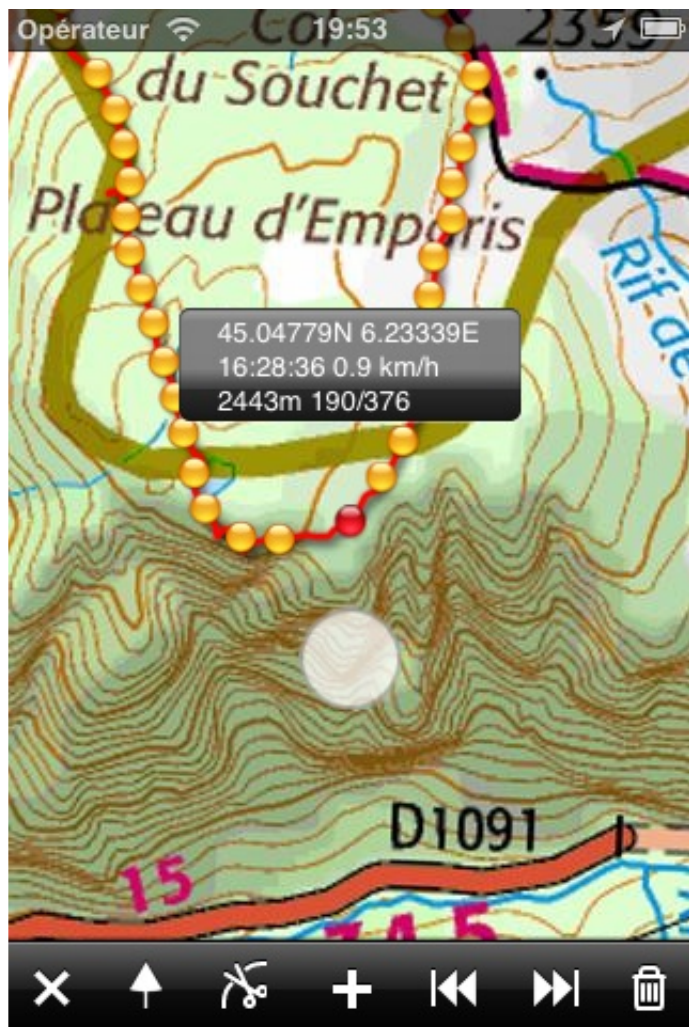 Opérateur 19:53
Col 2359
du Souchet
Plateau d'Emparis
Rif-de
45.04779N 6.23339E
16:28:36 0.9 km/h
2443m 190/376
D1091
15